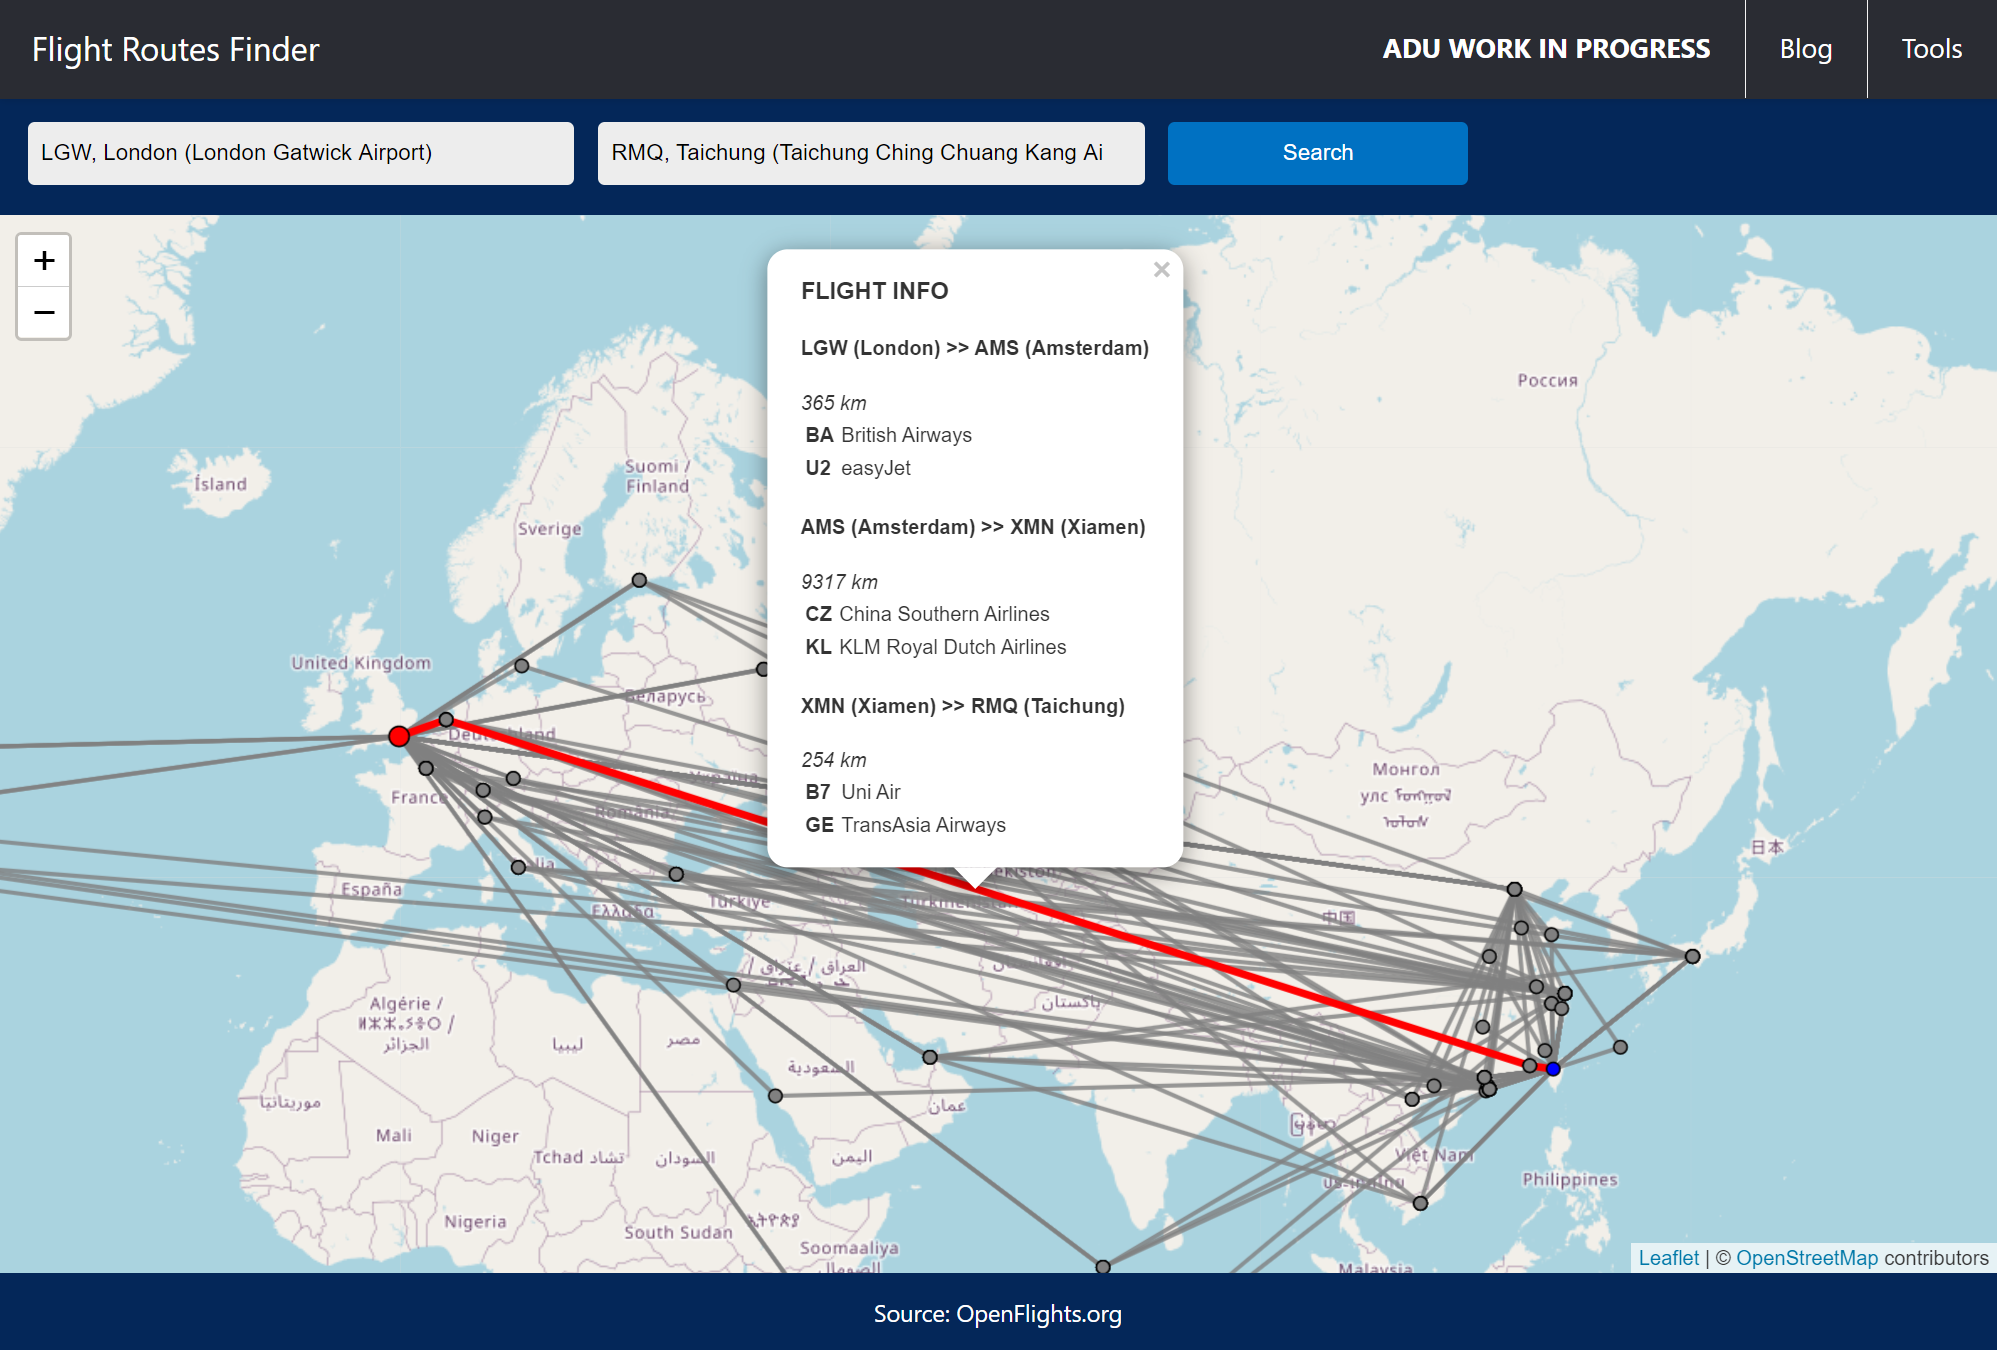 Flight Routes Finder
ADU WORK IN PROGRESS
Blog
Tools
LGW, London (London Gatwick Airport)
RMQ, Taichung (Taichung Ching Chuang Kang Ai
Search
+
−
×
FLIGHT INFO
LGW (London) >> AMS (Amsterdam)
365 km
BA British Airways
U2 easyJet
AMS (Amsterdam) >> XMN (Xiamen)
9317 km
CZ China Southern Airlines
KL KLM Royal Dutch Airlines
XMN (Xiamen) >> RMQ (Taichung)
254 km
B7 Uni Air
GE TransAsia Airways
Россия
Ísland
Suomi /
Finland
Sverige
United Kingdom
Беларусь
Deutschland
Україна
France
România
Монгол
улс
日本
España
Ελλάδα
Türkiye
中国
العراق
Algérie /
الجزائر
ليبيا
مصر
السعودية
پاکستان
عمان
موريتانيا
Mali
Niger
Tchad تشاد
السودان
اليمن
Việt Nam
Philippines
Nigeria
South Sudan
Soomaaliya
الصومال
Malaysia
Leaflet | © OpenStreetMap contributors
Source: OpenFlights.org